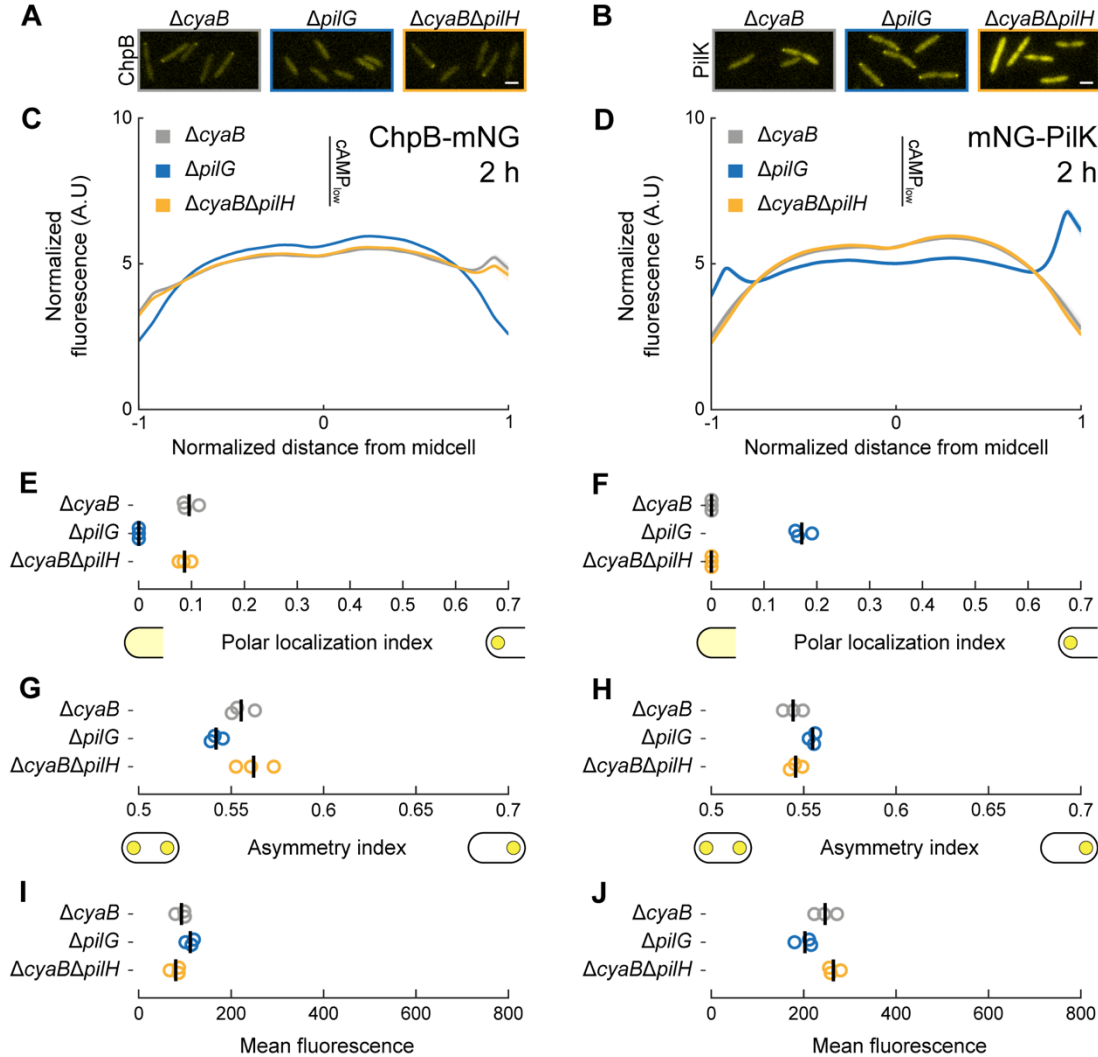 A
ΔcyaB
ΔpilG
ΔcyaBΔpilH
ChpB
B
ΔcyaB
ΔpilG
ΔcyaBΔpilH
PilK
C
10
5
0
Normalized
fluorescence (A.U)
ΔcyaB
ΔpilG
ΔcyaBΔpilH
cAMPlow
ChpB-mNG
2 h
-1
0
1
Normalized distance from midcell
D
10
5
0
Normalized
fluorescence (A.U)
ΔcyaB
ΔpilG
ΔcyaBΔpilH
cAMPlow
mNG-PilK
2 h
-1
0
1
Normalized distance from midcell
E
ΔcyaB
ΔpilG
ΔcyaBΔpilH
0 0.1 0.2 0.3 0.4 0.5 0.6 0.7
Polar localization index
F
ΔcyaB
ΔpilG
ΔcyaBΔpilH
0 0.1 0.2 0.3 0.4 0.5 0.6 0.7
Polar localization index
G
ΔcyaB
ΔpilG
ΔcyaBΔpilH
0.5 0.55 0.6 0.65 0.7
Asymmetry index
H
ΔcyaB
ΔpilG
ΔcyaBΔpilH
0.5 0.55 0.6 0.65 0.7
Asymmetry index
I
ΔcyaB
ΔpilG
ΔcyaBΔpilH
0 200 400 600 800
Mean fluorescence
J
ΔcyaB
ΔpilG
ΔcyaBΔpilH
0 200 400 600 800
Mean fluorescence